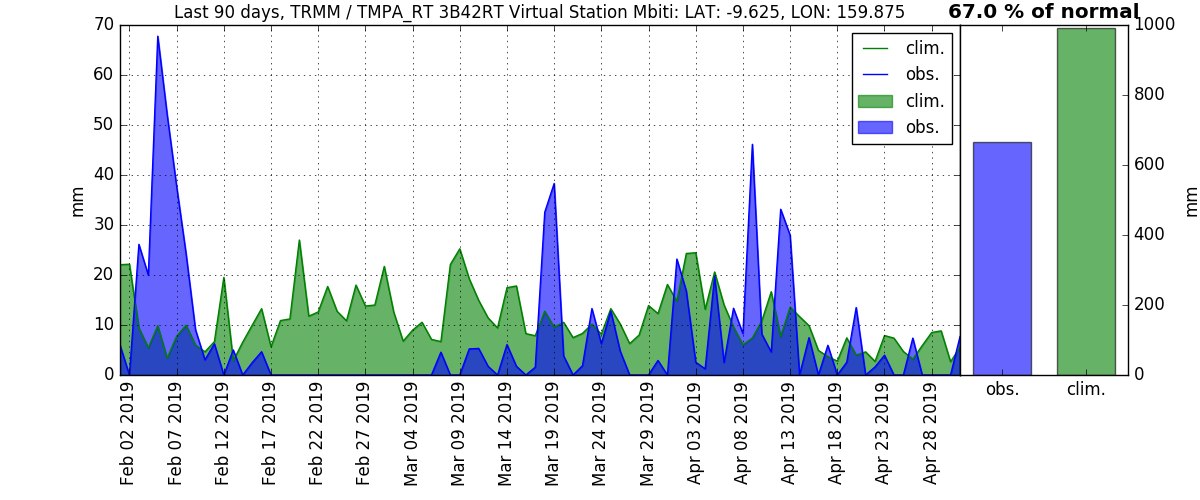 Last 90 days, TRMM / TMPA_RT 3B42RT Virtual Station Mbiti: LAT: -9.625, LON: 159.875
67.0 % of normal
70
60
50
40
30
20
10
0
mm
clim.
obs.
clim.
obs.
1000
800
600
400
200
0
mm
obs.
clim.
Feb 02 2019
Feb 07 2019
Feb 12 2019
Feb 17 2019
Feb 22 2019
Feb 27 2019
Mar 04 2019
Mar 09 2019
Mar 14 2019
Mar 19 2019
Mar 24 2019
Mar 29 2019
Apr 03 2019
Apr 08 2019
Apr 13 2019
Apr 18 2019
Apr 23 2019
Apr 28 2019